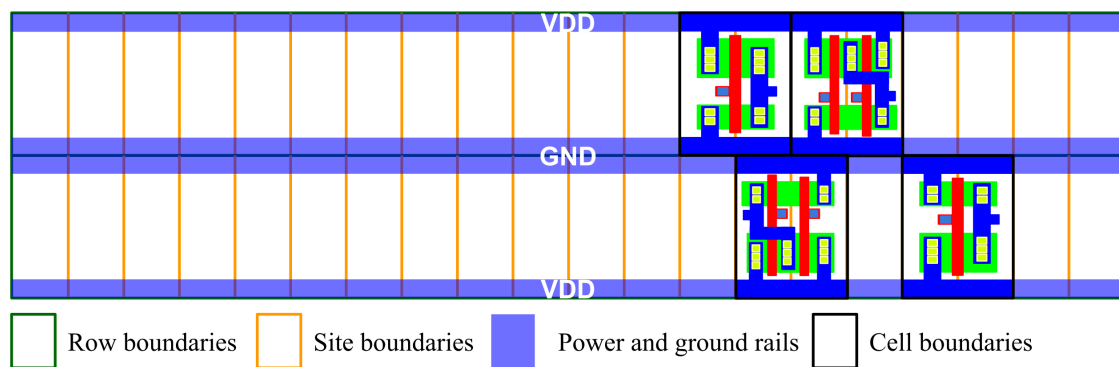 VDD
GND
VDD
Row boundaries
Site boundaries
Power and ground rails
Cell boundaries